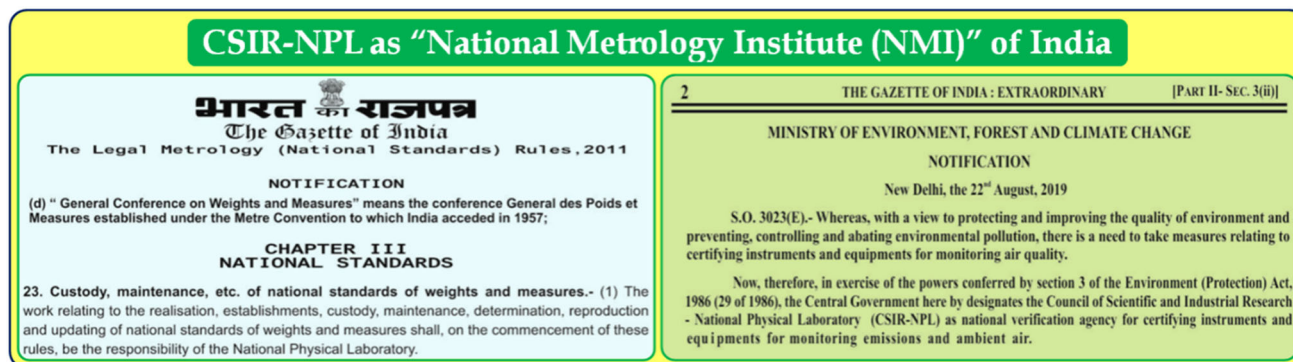 CSIR-NPL as “National Metrology Institute (NMI)” of India
भारत का राजपत्र
The Gazette of India
The Legal Metrology (National Standards) Rules,2011
NOTIFICATION
(d) “ General Conference on Weights and Measures” means the conference General des Poids et
Measures established under the Metre Convention to which India acceded in 1957;
CHAPTER III
NATIONAL STANDARDS
23. Custody, maintenance, etc. of national standards of weights and measures.- (1) The
work relating to the realisation, establishments, custody, maintenance, determination, reproduction
and updating of national standards of weights and measures shall, on the commencement of these
rules, be the responsibility of the National Physical Laboratory.
2 THE GAZETTE OF INDIA : EXTRAORDINARY [PART II- SEC. 3(ii)]
MINISTRY OF ENVIRONMENT, FOREST AND CLIMATE CHANGE
NOTIFICATION
New Delhi, the 22nd August, 2019
S.O. 3023(E).- Whereas, with a view to protecting and improving the quality of environment and
preventing, controlling and abating environmental pollution, there is a need to take measures relating to
certifying instruments and equipments for monitoring air quality.
Now, therefore, in exercise of the powers conferred by section 3 of the Environment (Protection) Act,
1986 (29 of 1986), the Central Government here by designates the Council of Scientific and Industrial Research
- National Physical Laboratory (CSIR-NPL) as national verification agency for certifying instruments and
equipments for monitoring emissions and ambient air.